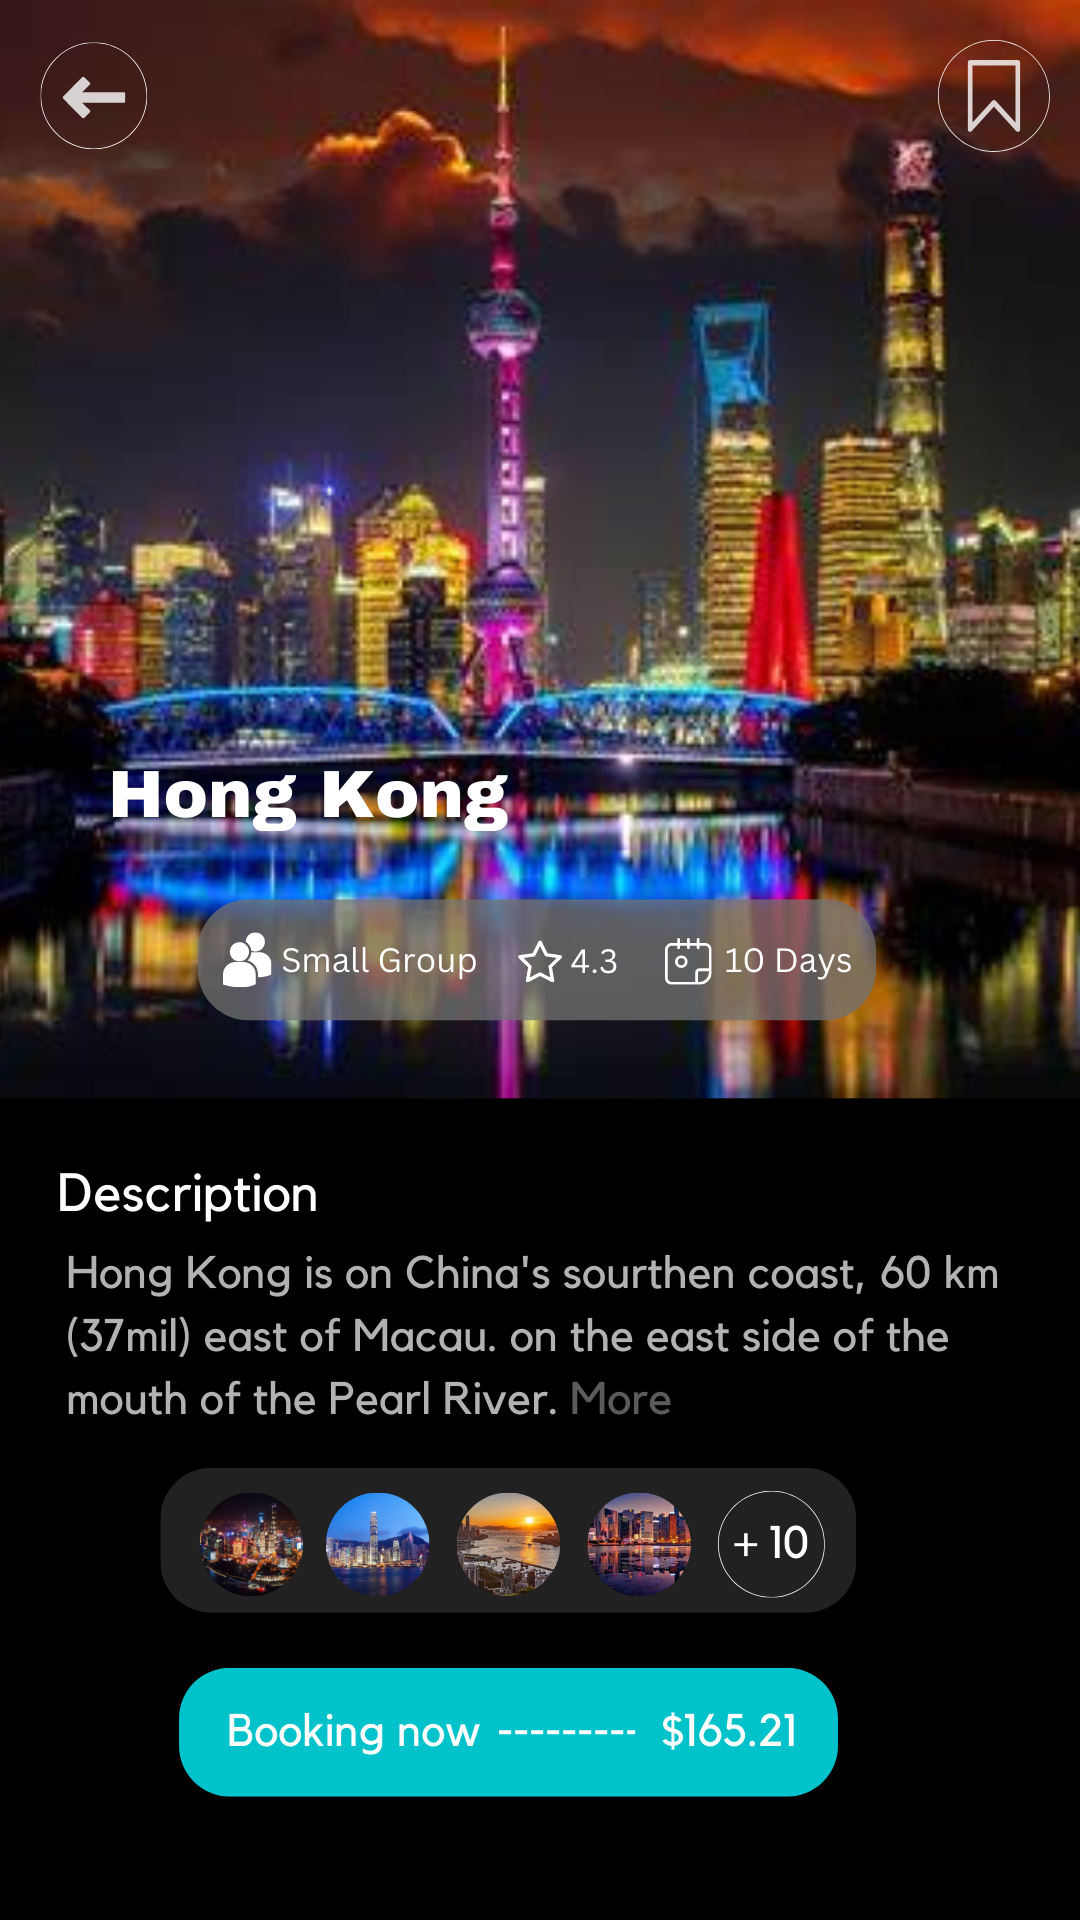 Hong Kong
Small Group 4.3 10 Days
Description
Hong Kong is on China's sourthen coast, 60 km
(37mil) east of Macau. on the east side of the
mouth of the Pearl River. More
+ 10
Booking now --------- $165.21